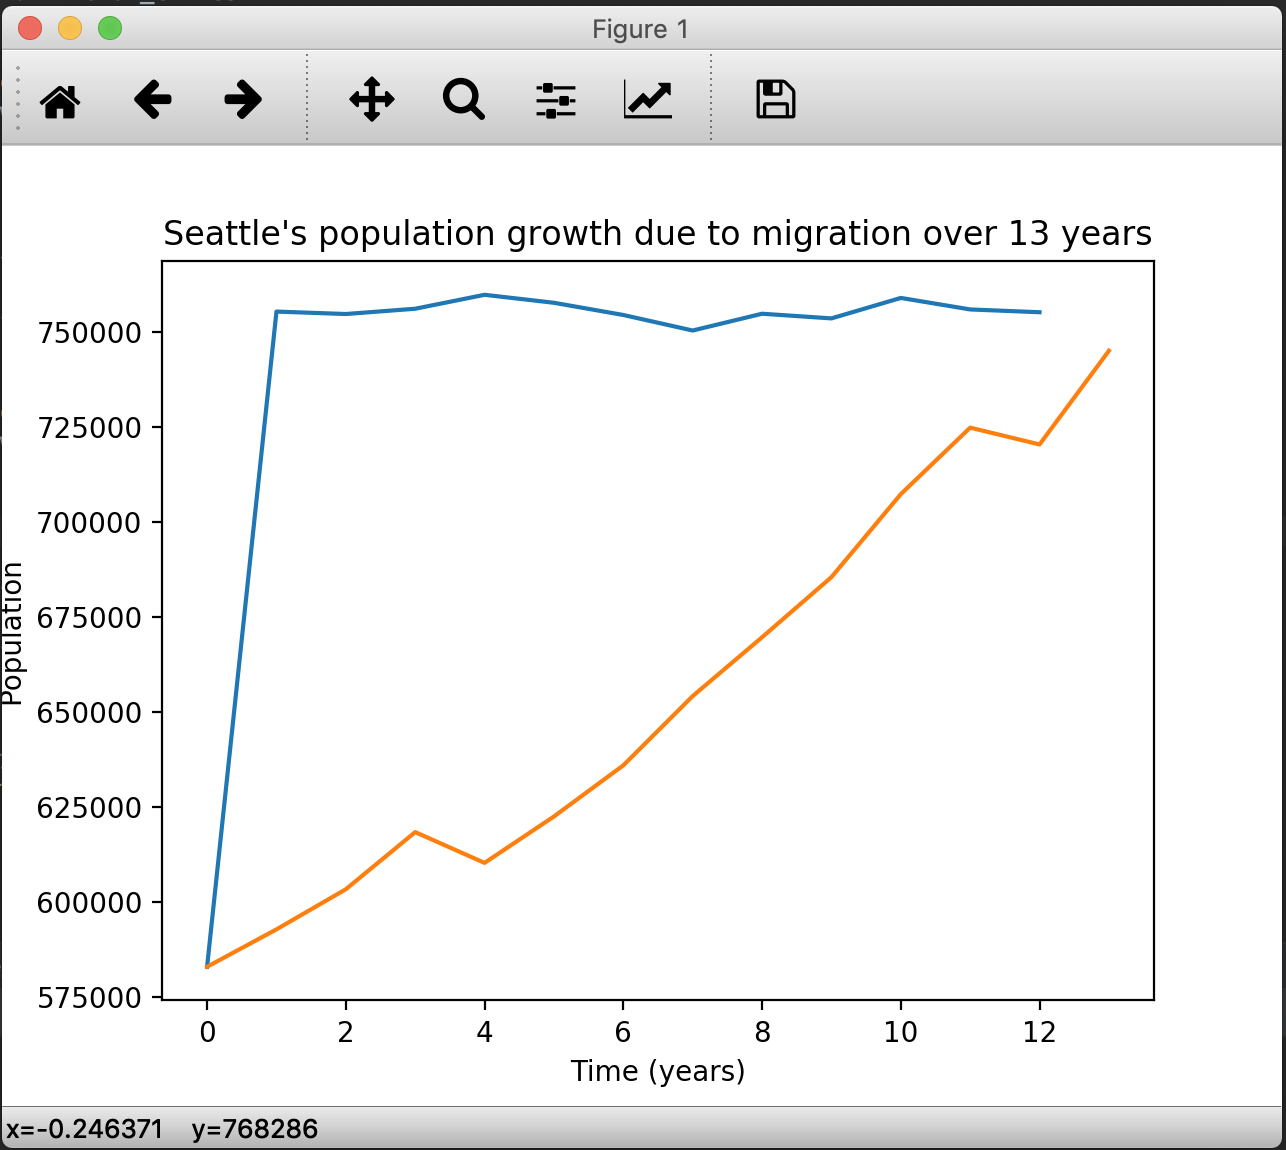 Figure 1
Seattle's population growth due to migration over 13 years
750000
725000
700000
675000
650000
625000
600000
575000
Population
0 2 4 6 8 10 12
Time (years)
x=-0.246371 y=768286